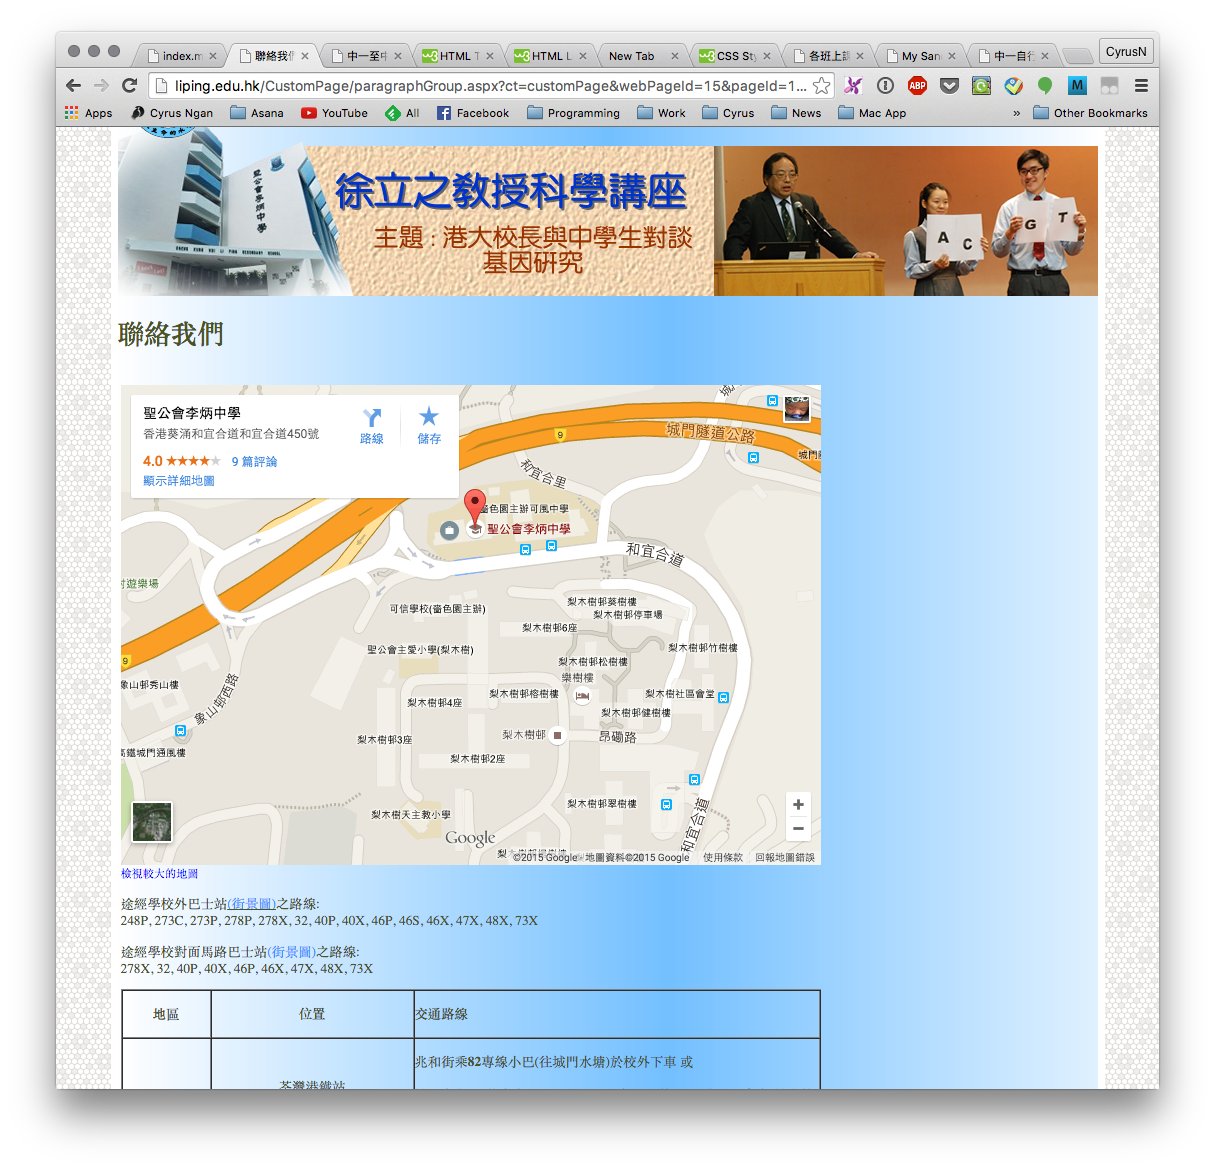 index.m
聯絡我們
中一至中
HTML T
HTML L
New Tab
CSS Sty
各班上課
My San
中一自行
CyrusN
liping.edu.hk/CustomPage/paragraphGroup.aspx?ct=customPage&webPageId=15&pageId=1...
ABP
M
Apps
Cyrus Ngan
Asana
YouTube
All
Facebook
Programming
Work
Cyrus
News
Mac App
»
Other Bookmarks
聖公會李炳中學
SHENG KUNG HUI LI PING SECONDARY SCHOOL
徐立之教授科學講座
主題 : 港大校長與中學生對談
基因研究
A C
G T
聯絡我們
聖公會李炳中學
香港葵涌和宜合道和宜合道450號
4.0 ★★★★★ 9 篇評論
顯示詳細地圖
路線
儲存
城門隧道公路
9
城門
和宜合里
嗇色園主辦可風中學
聖公會李炳中學
和宜合道
村遊樂場
可信學校(嗇色園主辦)
梨木樹邨葵樹樓
梨木樹邨停車場
梨木樹邨6座
聖公會主愛小學(梨木樹)
梨木樹邨竹樹樓
梨木樹邨松樹樓
樂樹樓
9
象山邨秀山樓
象山邨西路
梨木樹邨榕樹樓
梨木樹社區會堂
梨木樹邨4座
梨木樹邨健樹樓
梨木樹邨3座
梨木樹邨
昂磡路
高鐵城門通風樓
梨木樹邨2座
梨木樹邨翠樹樓
梨木樹天主教小學
和宜合道
Google
+
−
©2015 Google - 地圖資料©2015 Google
使用條款
回報地圖錯誤
檢視較大的地圖
途經學校外巴士站(街景圖)之路線:
248P, 273C, 273P, 278P, 278X, 32, 40P, 40X, 46P, 46S, 46X, 47X, 48X, 73X
途經學校對面馬路巴士站(街景圖)之路線:
278X, 32, 40P, 40X, 46P, 46X, 47X, 48X, 73X
地區
位置
交通路線
兆和街乘82專線小巴(往城門水塘)於校外下車 或
荃灣港鐵站